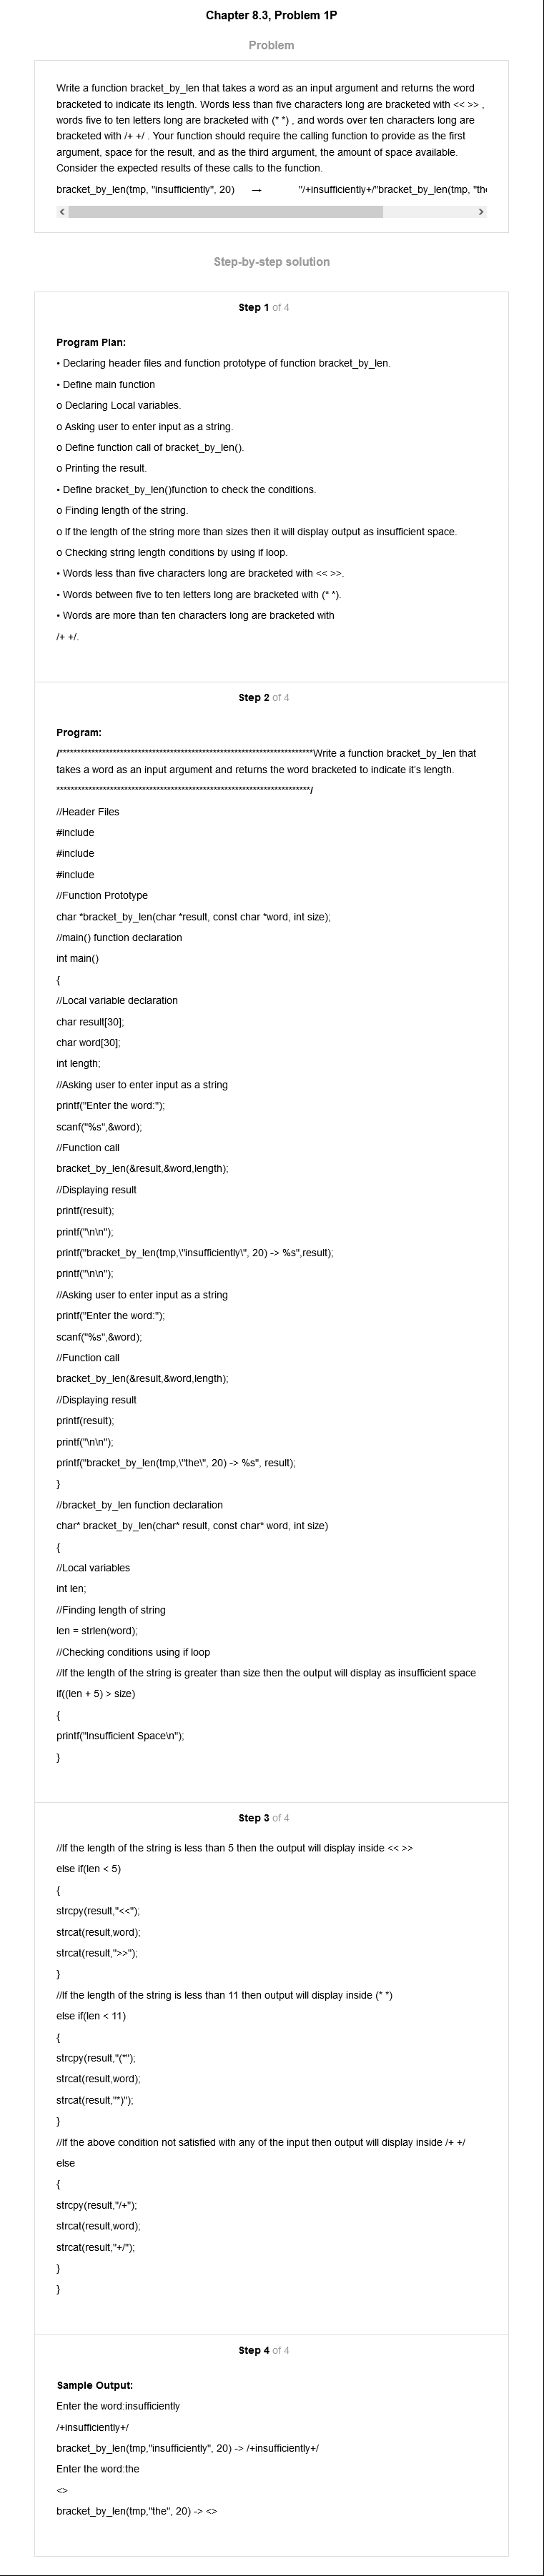 Chapter 8.3, Problem 1P
Problem
Write a function bracket_by_len that takes a word as an input argument and returns the word
bracketed to indicate its length. Words less than five characters long are bracketed with << >> ,
words five to ten letters long are bracketed with (* *) , and words over ten characters long are
bracketed with /+ +/ . Your function should require the calling function to provide as the first
argument, space for the result, and as the third argument, the amount of space available.
Consider the expected results of these calls to the function.
bracket_by_len(tmp, "insufficiently", 20) → "/+insufficiently+/"bracket_by_len(tmp, "the
Step-by-step solution
Step 1 of 4
Program Plan:
• Declaring header files and function prototype of function bracket_by_len.
• Define main function
o Declaring Local variables.
o Asking user to enter input as a string.
o Define function call of bracket_by_len().
o Printing the result.
• Define bracket_by_len()function to check the conditions.
o Finding length of the string.
o If the length of the string more than sizes then it will display output as insufficient space.
o Checking string length conditions by using if loop.
• Words less than five characters long are bracketed with << >>.
• Words between five to ten letters long are bracketed with (* *).
• Words are more than ten characters long are bracketed with
/+ +/.
Step 2 of 4
Program:
/***********************************************************************Write a function bracket_by_len that
takes a word as an input argument and returns the word bracketed to indicate it's length.
***********************************************************************/
//Header Files
#include
#include
#include
//Function Prototype
char *bracket_by_len(char *result, const char *word, int size);
//main() function declaration
int main()
{
//Local variable declaration
char result[30];
char word[30];
int length;
//Asking user to enter input as a string
printf("Enter the word:");
scanf("%s",&word);
//Function call
bracket_by_len(&result,&word,length);
//Displaying result
printf(result);
printf("\n\n");
printf("bracket_by_len(tmp,\"insufficiently\", 20) -> %s",result);
printf("\n\n");
//Asking user to enter input as a string
printf("Enter the word:");
scanf("%s",&word);
//Function call
bracket_by_len(&result,&word,length);
//Displaying result
printf(result);
printf("\n\n");
printf("bracket_by_len(tmp,\"the\", 20) -> %s", result);
}
//bracket_by_len function declaration
char* bracket_by_len(char* result, const char* word, int size)
{
//Local variables
int len;
//Finding length of string
len = strlen(word);
//Checking conditions using if loop
//If the length of the string is greater than size then the output will display as insufficient space
if((len + 5) > size)
{
printf("Insufficient Space\n");
}
Step 3 of 4
//If the length of the string is less than 5 then the output will display inside << >>
else if(len < 5)
{
strcpy(result,"<<");
strcat(result,word);
strcat(result,">>");
}
//If the length of the string is less than 11 then output will display inside (* *)
else if(len < 11)
{
strcpy(result,"(*");
strcat(result,word);
strcat(result,"*)");
}
//If the above condition not satisfied with any of the input then output will display inside /+ +/
else
{
strcpy(result,"/+");
strcat(result,word);
strcat(result,"+/");
}
}
Step 4 of 4
Sample Output:
Enter the word:insufficiently
/+insufficiently+/
bracket_by_len(tmp,"insufficiently", 20) -> /+insufficiently+/
Enter the word:the
<>
bracket_by_len(tmp,"the", 20) -> <>